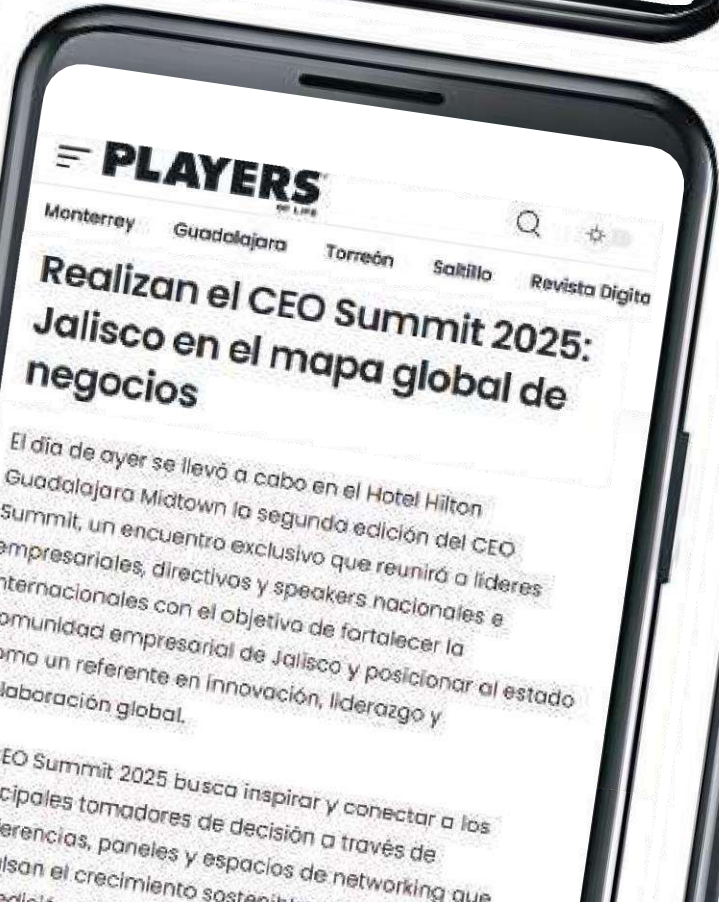 PLAYERS
OF LIFE
Monterrey Guadalajara Torreón Saltillo Revista Digita
Realizan el CEO Summit 2025:
Jalisco en el mapa global de
negocios
El día de ayer se llevó a cabo en el Hotel Hilton
Guadalajara Midtown la segunda edición del CEO
Summit, un encuentro exclusivo que reunirá a líderes
empresariales, directivos y speakers nacionales e
nternacionales con el objetivo de fortalecer la
omunidad empresarial de Jalisco y posicionar al estado
omo un referente en innovación, liderazgo y
laboración global.
EO Summit 2025 busca inspirar y conectar a los
cipales tomadores de decisión a través de
erencias, paneles y espacios de networking que
lsan el crecimiento